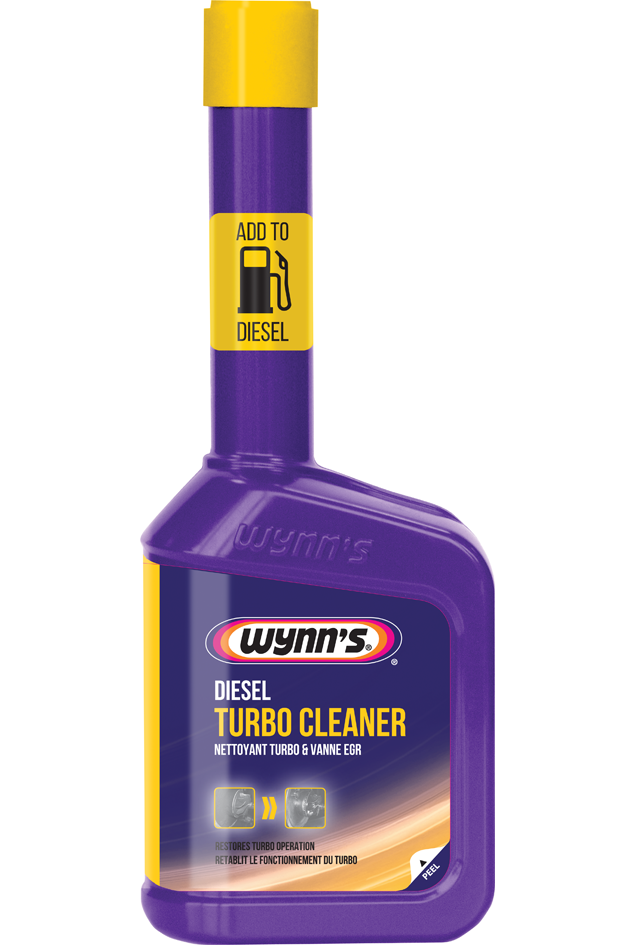 ADD TO
DIESEL
wynn's
wynn's®
®
DIESEL
TURBO CLEANER
NETTOYANT TURBO & VANNE EGR
RESTORES TURBO OPERATION
RETABLIT LE FONCTIONNEMENT DU TURBO
PEEL